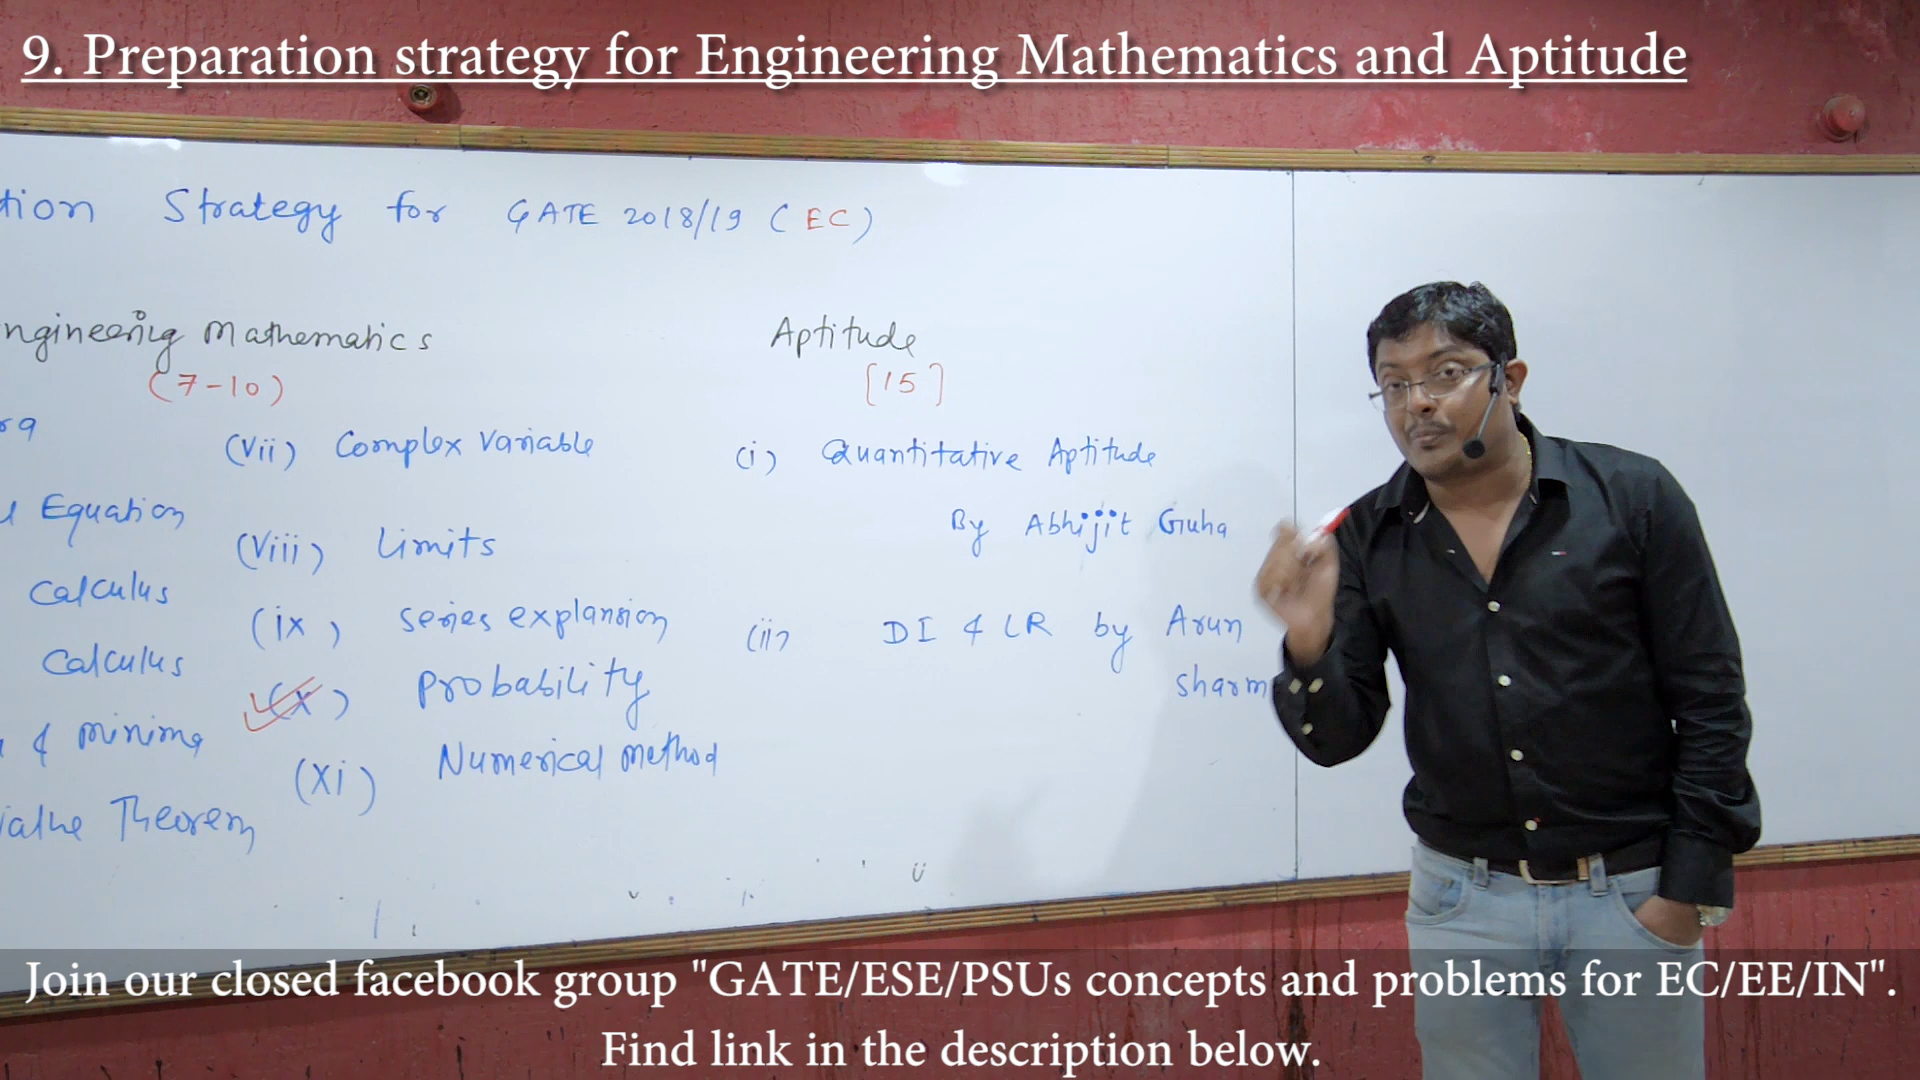 9. Preparation strategy for Engineering Mathematics and Aptitude
tion Strategy for GATE 2018/19 (EC)
ngineering Mathematics
(7-10)
(vii) Complex Variable
Equation
(viii) Limits
Calculus
(ix) series explansion
Calculus
(x) probability
& minima
(xi) Numerical method
Theorem
Aptitude
[15]
(i) Quantitative Aptitude
By Abhijit Guha
(ii) DI & LR by Arun
sharm
Join our closed facebook group "GATE/ESE/PSUs concepts and problems for EC/EE/IN".
Find link in the description below.